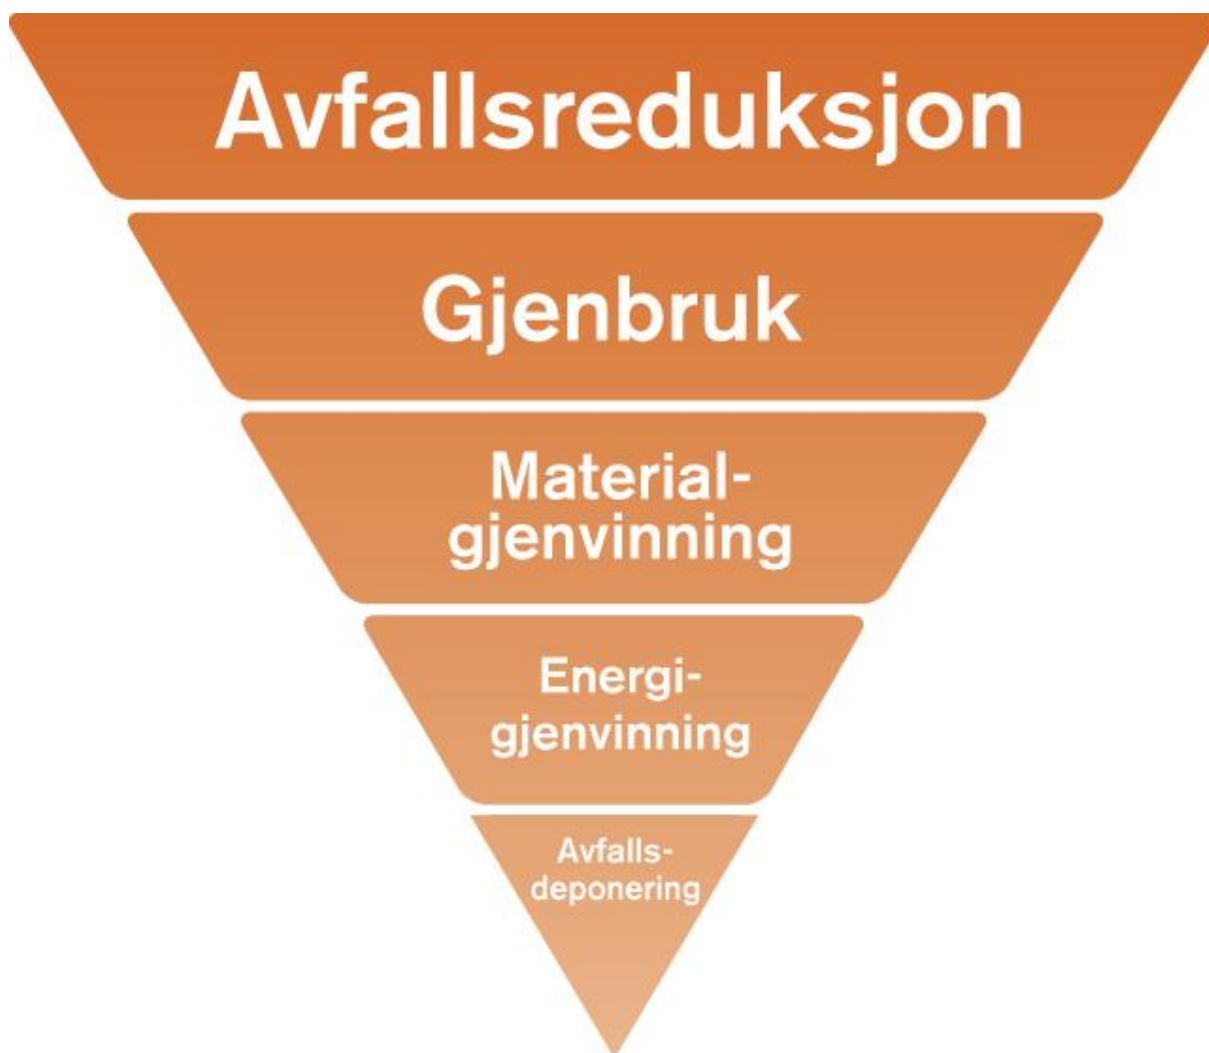 Avfallsreduksjon
Gjenbruk
Material-
gjenvinning
Energi-
gjenvinning
Avfalls-
deponering